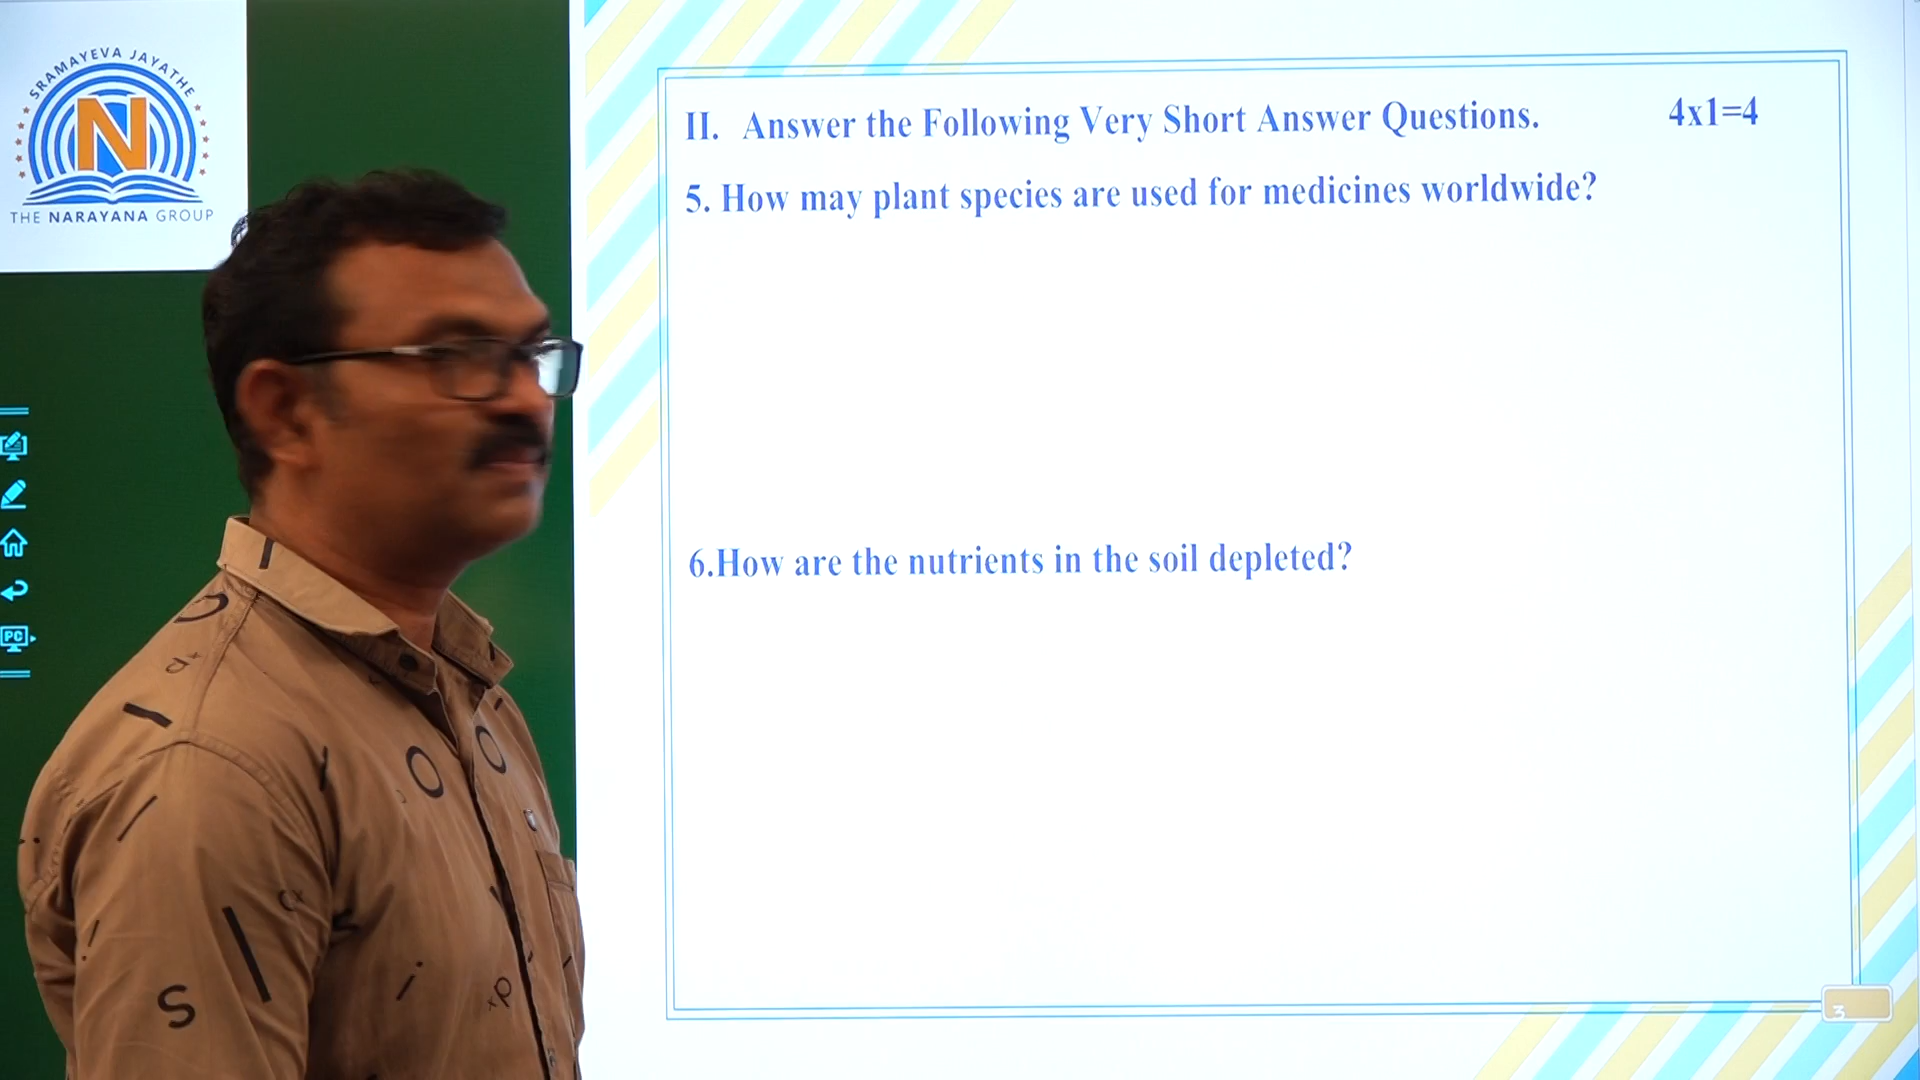 SRAMAYEVA JAYATHE
N
THE NARAYANA GROUP
II. Answer the Following Very Short Answer Questions. 4x1=4
5. How may plant species are used for medicines worldwide?
6.How are the nutrients in the soil depleted?
PC
S
3